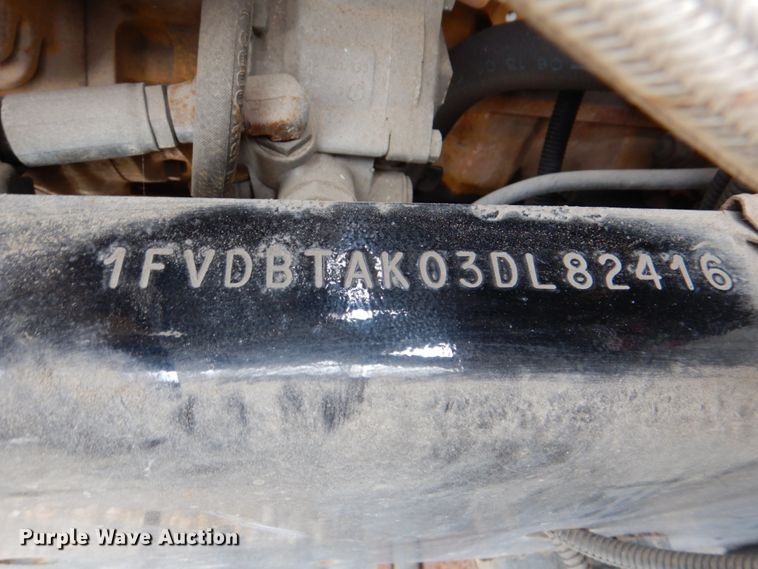 1FVDBTAK03DL82416
Purple Wave Auction